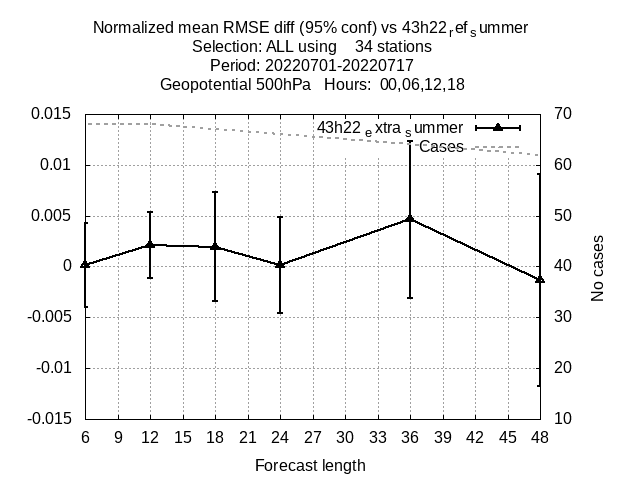 Normalized mean RMSE diff (95% conf) vs 43h22refsummer
Selection: ALL using 34 stations
Period: 20220701-20220717
Geopotential 500hPa Hours: 00,06,12,18
0.015 70
43h22extrasummer
Cases
0.01 60
0.005 50
0 40
No cases
-0.005 30
-0.01 20
-0.015 10
6 9 12 15 18 21 24 27 30 33 36 39 42 45 48
Forecast length